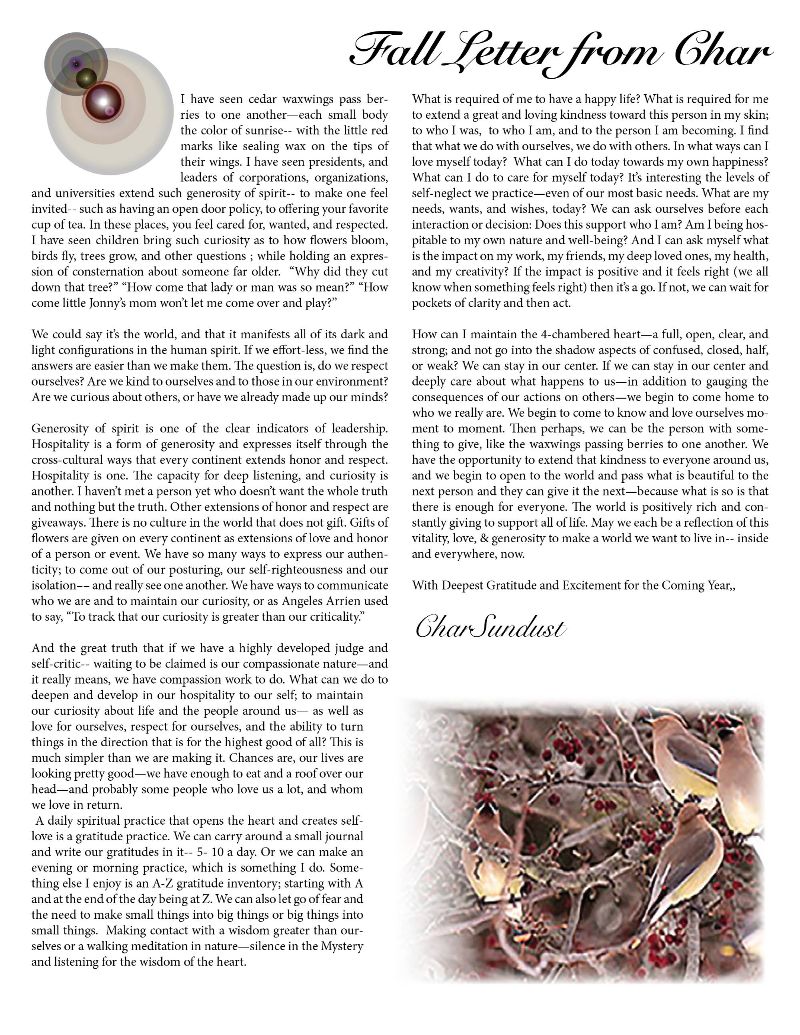 Fall Letter from Char
I have seen cedar waxwings pass ber-
ries to one another—each small body
the color of sunrise-- with the little red
marks like sealing wax on the tips of
their wings. I have seen presidents, and
leaders of corporations, organizations,
and universities extend such generosity of spirit-- to make one feel
invited-- such as having an open door policy, to offering your favorite
cup of tea. In these places, you feel cared for, wanted, and respected.
I have seen children bring such curiosity as to how flowers bloom,
birds fly, trees grow, and other questions ; while holding an expres-
sion of consternation about someone far older.  “Why did they cut
down that tree?” “How come that lady or man was so mean?” “How
come little Jonny’s mom won’t let me come over and play?”
We could say it’s the world, and that it manifests all of its dark and
light configurations in the human spirit. If we effort-less, we find the
answers are easier than we make them. The question is, do we respect
ourselves? Are we kind to ourselves and to those in our environment?
Are we curious about others, or have we already made up our minds?
Generosity of spirit is one of the clear indicators of leadership.
Hospitality is a form of generosity and expresses itself through the
cross-cultural ways that every continent extends honor and respect.
Hospitality is one. The capacity for deep listening, and curiosity is
another. I haven’t met a person yet who doesn’t want the whole truth
and nothing but the truth. Other extensions of honor and respect are
giveaways. There is no culture in the world that does not gift. Gifts of
flowers are given on every continent as extensions of love and honor
of a person or event. We have so many ways to express our authen-
ticity; to come out of our posturing, our self-righteousness and our
isolation–– and really see one another. We have ways to communicate
who we are and to maintain our curiosity, or as Angeles Arrien used
to say, “To track that our curiosity is greater than our criticality.”
And the great truth that if we have a highly developed judge and
self-critic-- waiting to be claimed is our compassionate nature—and
it really means, we have compassion work to do. What can we do to
deepen and develop in our hospitality to our self; to maintain
our curiosity about life and the people around us— as well as
love for ourselves, respect for ourselves, and the ability to turn
things in the direction that is for the highest good of all? This is
much simpler than we are making it. Chances are, our lives are
looking pretty good—we have enough to eat and a roof over our
head—and probably some people who love us a lot, and whom
we love in return.
A daily spiritual practice that opens the heart and creates self-
love is a gratitude practice. We can carry around a small journal
and write our gratitudes in it-- 5- 10 a day. Or we can make an
evening or morning practice, which is something I do. Some-
thing else I enjoy is an A-Z gratitude inventory; starting with A
and at the end of the day being at Z. We can also let go of fear and
the need to make small things into big things or big things into
small things.  Making contact with a wisdom greater than our-
selves or a walking meditation in nature—silence in the Mystery
and listening for the wisdom of the heart.
What is required of me to have a happy life? What is required for me
to extend a great and loving kindness toward this person in my skin;
to who I was,  to who I am, and to the person I am becoming. I find
that what we do with ourselves, we do with others. In what ways can I
love myself today?  What can I do today towards my own happiness?
What can I do to care for myself today? It’s interesting the levels of
self-neglect we practice—even of our most basic needs. What are my
needs, wants, and wishes, today? We can ask ourselves before each
interaction or decision: Does this support who I am? Am I being hos-
pitable to my own nature and well-being? And I can ask myself what
is the impact on my work, my friends, my deep loved ones, my health,
and my creativity? If the impact is positive and it feels right (we all
know when something feels right) then it’s a go. If not, we can wait for
pockets of clarity and then act.
How can I maintain the 4-chambered heart—a full, open, clear, and
strong; and not go into the shadow aspects of confused, closed, half,
or weak? We can stay in our center. If we can stay in our center and
deeply care about what happens to us—in addition to gauging the
consequences of our actions on others—we begin to come home to
who we really are. We begin to come to know and love ourselves mo-
ment to moment. Then perhaps, we can be the person with some-
thing to give, like the waxwings passing berries to one another. We
have the opportunity to extend that kindness to everyone around us,
and we begin to open to the world and pass what is beautiful to the
next person and they can give it the next—because what is so is that
there is enough for everyone. The world is positively rich and con-
stantly giving to support all of life. May we each be a reflection of this
vitality, love, & generosity to make a world we want to live in-- inside
and everywhere, now.
With Deepest Gratitude and Excitement for the Coming Year,,
CharSundust